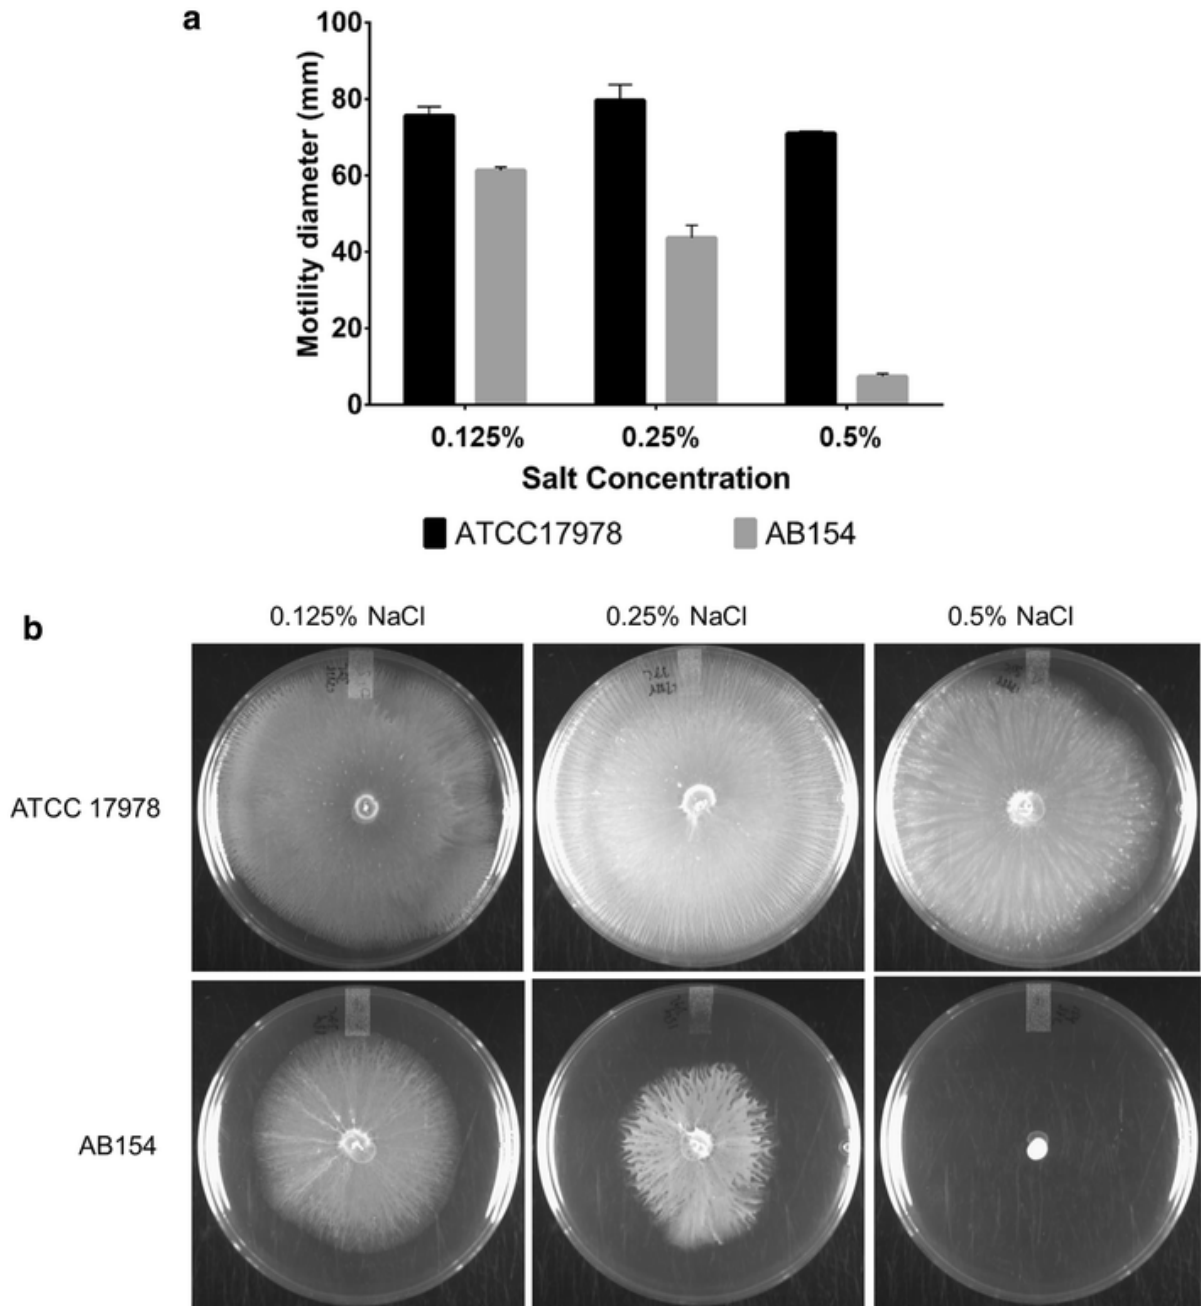 a
100
80
60
40
20
0
Motility diameter (mm)
0.125% 0.25% 0.5%
Salt Concentration
ATCC17978 AB154
b
0.125% NaCl 0.25% NaCl 0.5% NaCl
ATCC 17978
AB154